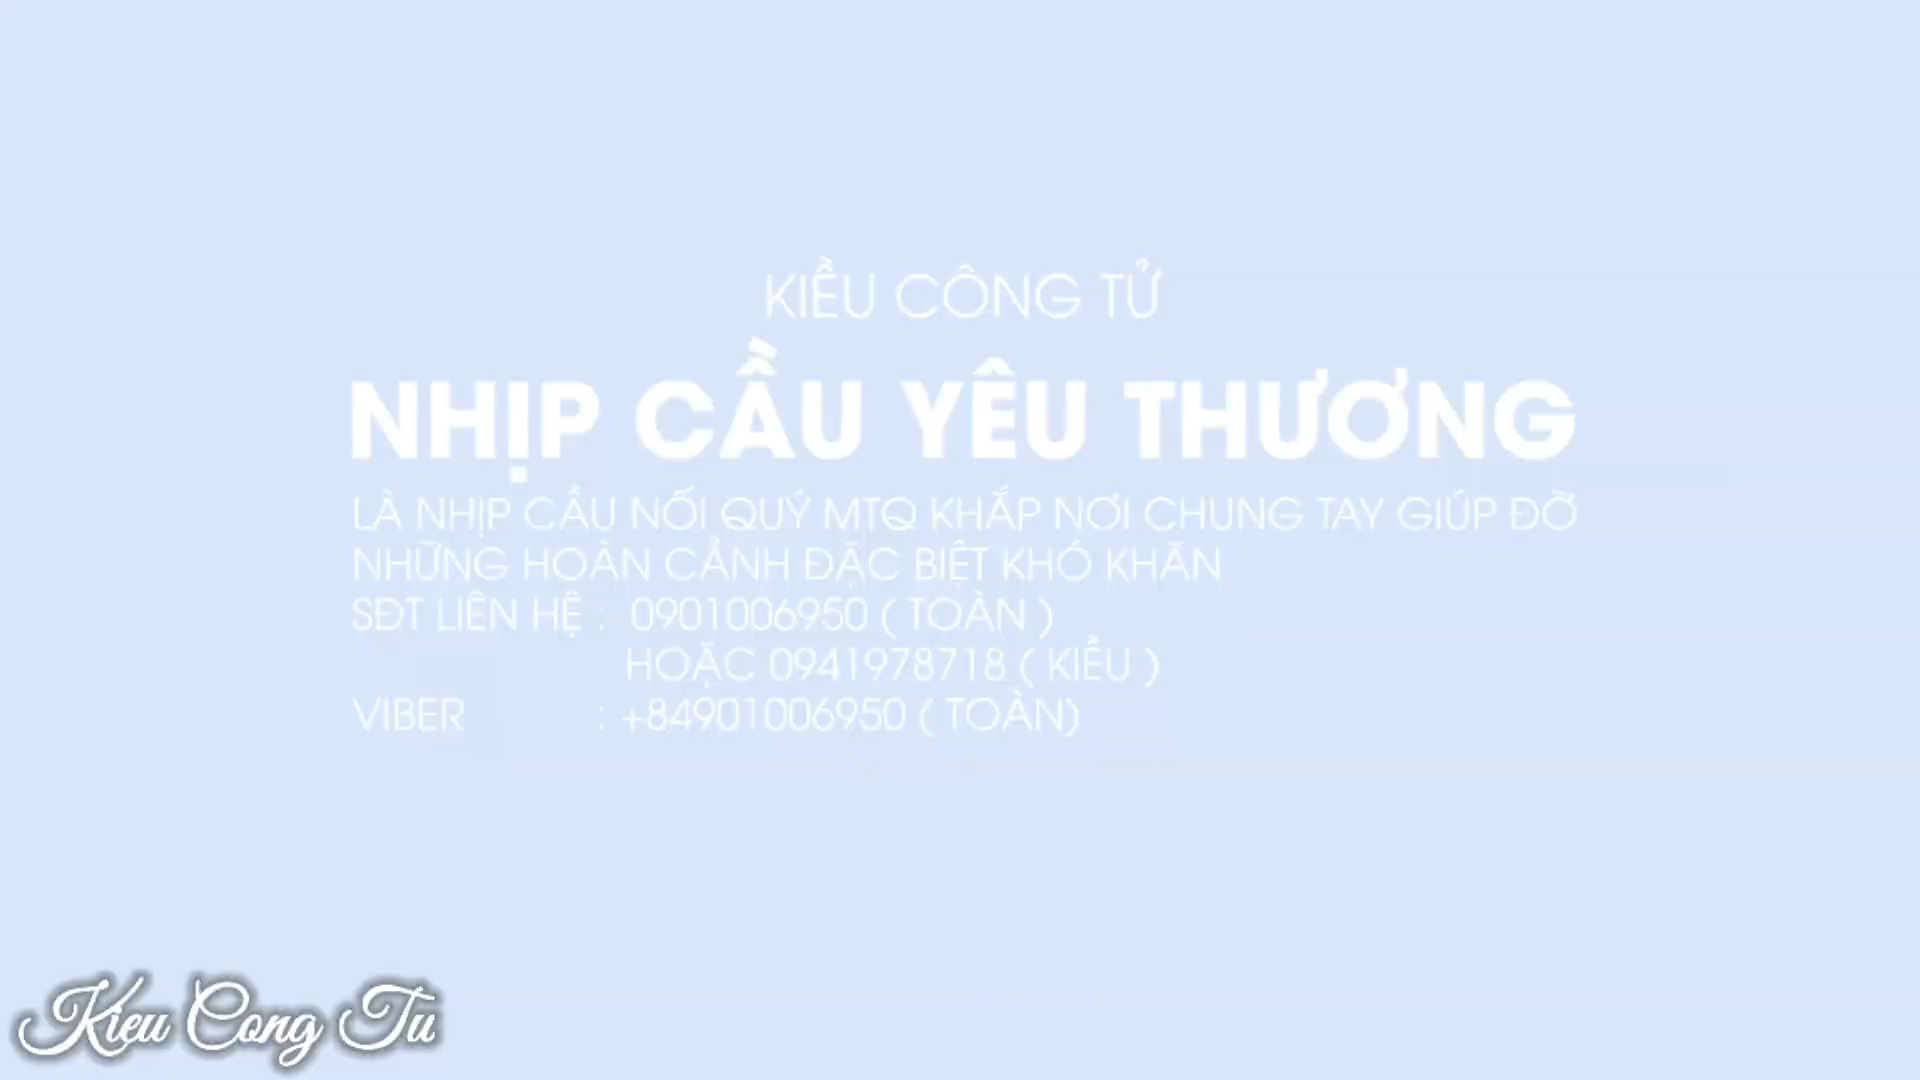 KIỀU CÔNG TỬ
NHỊP CẦU YÊU THƯƠNG
LÀ NHỊP CẦU NỐI QUÝ MTQ KHẮP NƠI CHUNG TAY GIÚP ĐỠ
NHỮNG HOÀN CẢNH ĐẶC BIỆT KHÓ KHĂN
SĐT LIÊN HỆ : 0901006950 ( TOÀN )
HOẶC 0941978718 ( KIỀU )
VIBER : +84901006950 ( TOÀN)
Kieu Cong Tu